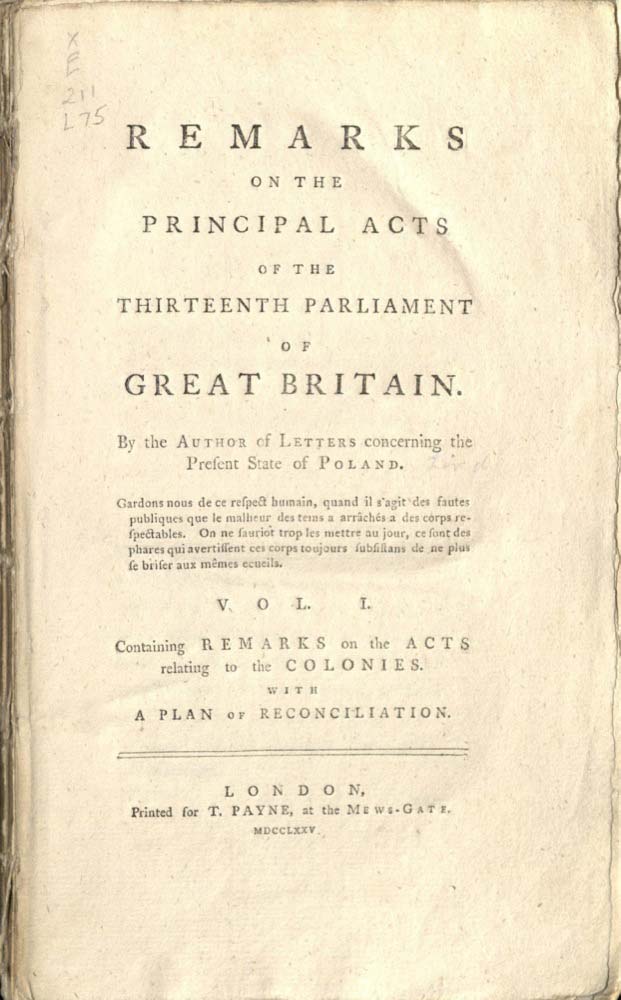 X
E
211
L75
REMARKS
ON THE
PRINCIPAL ACTS
OF THE
THIRTEENTH PARLIAMENT
OF
GREAT BRITAIN.
By the AUTHOR of LETTERS concerning the
Preſent State of POLAND.
Gardons nous de ce reſpect humain, quand il s'agit des fautes
publiques que le malheur des tems a arrâchés a des corps re-
ſpectables. On ne ſauriot trop les mettre au jour, ce ſont des
phares qui avertiſſent ces corps toujours ſubſiſtans de ne plus
ſe briſer aux mêmes ecueils.
VOL. I.
Containing REMARKS on the ACTS
relating to the COLONIES.
WITH
A PLAN OF RECONCILIATION.
LONDON,
Printed for T. PAYNE, at the MEWS-GATE.
MDCCLXXV.